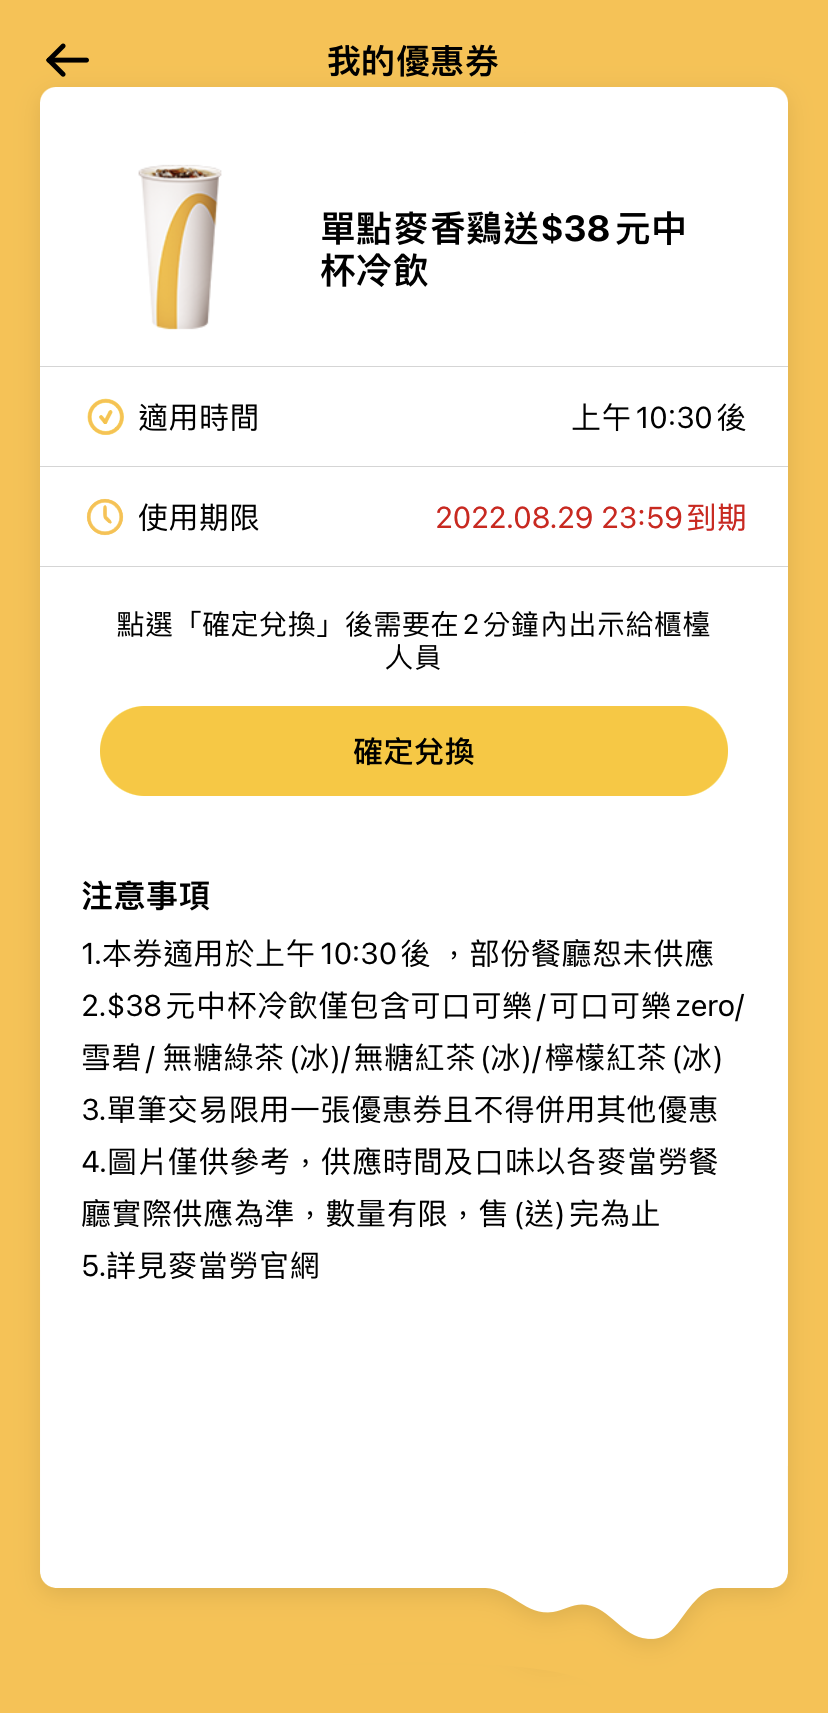 我的優惠券
單點麥香鷄送$38元中
杯冷飲
適用時間
上午10:30後
使用期限
2022.08.29 23:59到期
點選「確定兌換」後需要在2分鐘內出示給櫃檯
人員
確定兌換
注意事項
1.本券適用於上午10:30後 ，部份餐廳恕未供應
2.$38元中杯冷飲僅包含可口可樂/可口可樂zero/
雪碧/ 無糖綠茶(冰)/無糖紅茶(冰)/檸檬紅茶(冰)
3.單筆交易限用一張優惠券且不得併用其他優惠
4.圖片僅供參考，供應時間及口味以各麥當勞餐
廳實際供應為準，數量有限，售(送)完為止
5.詳見麥當勞官網